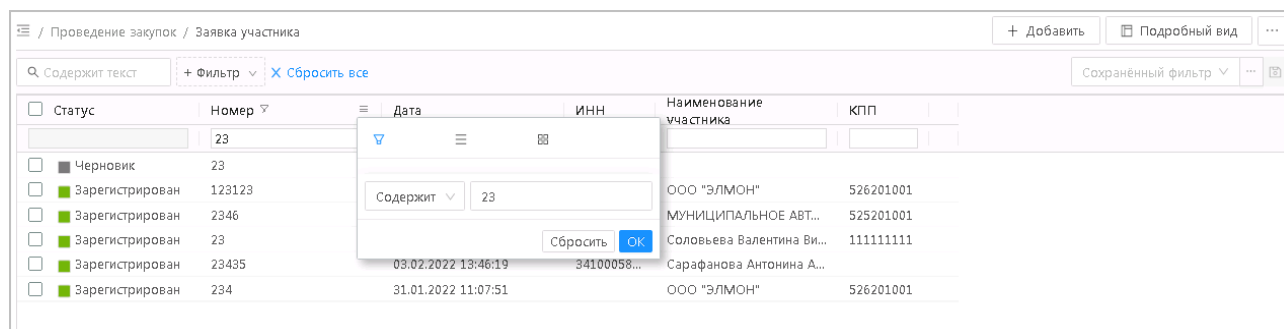 / Проведение закупок / Заявка участника + Добавить Подробный вид ...
Содержит текст + Фильтр X Сбросить все Сохранённый фильтр ...
Статус Номер Дата ИНН Наименование участника КПП
23
Черновик 23
Содержит 23
Зарегистрирован 123123 ООО "ЭЛМОН" 526201001
Зарегистрирован 2346 МУНИЦИПАЛЬНОЕ АВТ... 525201001
Сбросить ОК
Зарегистрирован 23 Соловьева Валентина Ви... 111111111
Зарегистрирован 23435 03.02.2022 13:46:19 34100058... Сарафанова Антонина А...
Зарегистрирован 234 31.01.2022 11:07:51 ООО "ЭЛМОН" 526201001